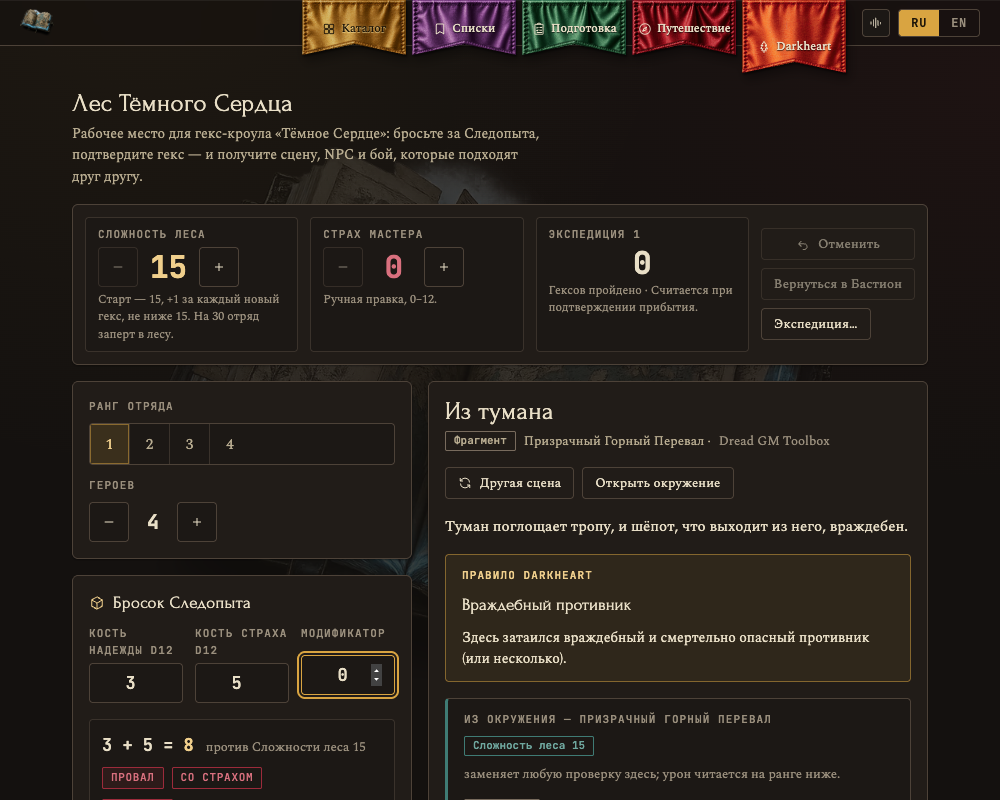 Каталог
Списки
Подготовка
Путешествие
Darkheart
RU
EN
Лес Тёмного Сердца
Рабочее место для гекс-кроула «Тёмное Сердце»: бросьте за Следопыта,
подтвердите гекс — и получите сцену, NPC и бой, которые подходят
друг другу.
СЛОЖНОСТЬ ЛЕСА
− 15 +
Старт — 15, +1 за каждый новый
гекс, не ниже 15. На 30 отряд
заперт в лесу.
СТРАХ МАСТЕРА
− 0 +
Ручная правка, 0–12.
ЭКСПЕДИЦИЯ 1
0
Гексов пройдено · Считается при
подтверждении прибытия.
Отменить
Вернуться в Бастион
Экспедиция…
РАНГ ОТРЯДА
1 2 3 4
ГЕРОЕВ
− 4 +
Бросок Следопыта
КОСТЬ
НАДЕЖДЫ D12
3
КОСТЬ СТРАХА
D12
5
МОДИФИКАТОР
0
3 + 5 = 8 против Сложности леса 15
ПРОВАЛ
СО СТРАХОМ
Из тумана
Фрагмент
Призрачный Горный Перевал · Dread GM Toolbox
Другая сцена
Открыть окружение
Туман поглощает тропу, и шёпот, что выходит из него, враждебен.
ПРАВИЛО DARKHEART
Враждебный противник
Здесь затаился враждебный и смертельно опасный противник
(или несколько).
ИЗ ОКРУЖЕНИЯ — ПРИЗРАЧНЫЙ ГОРНЫЙ ПЕРЕВАЛ
Сложность леса 15
заменяет любую проверку здесь; урон читается на ранге ниже.